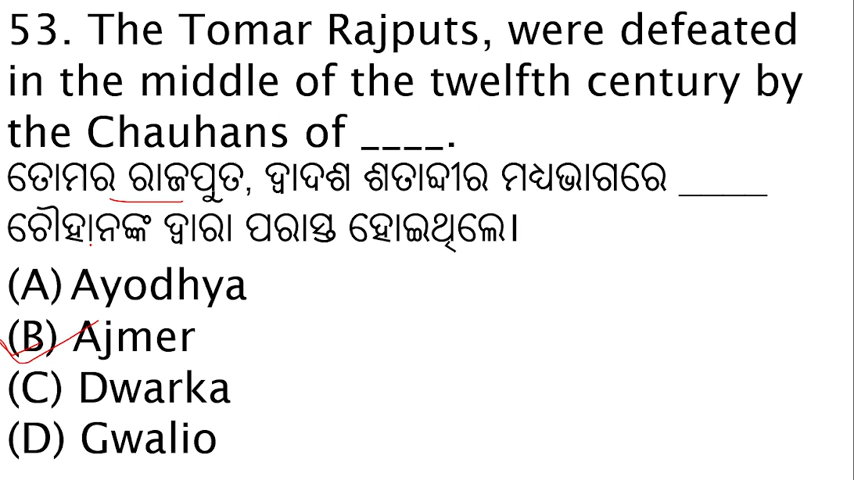 53. The Tomar Rajputs, were defeated
in the middle of the twelfth century by
the Chauhans of ____.
ତୋମର ରାଜପୁତ, ଦ୍ୱାଦଶ ଶତାବ୍ଦୀର ମଧ୍ୟଭାଗରେ ____
ଚୌହାନଙ୍କ ଦ୍ୱାରା ପରାସ୍ତ ହୋଇଥିଲେ।
(A) Ayodhya
(B) Ajmer
(C) Dwarka
(D) Gwalio